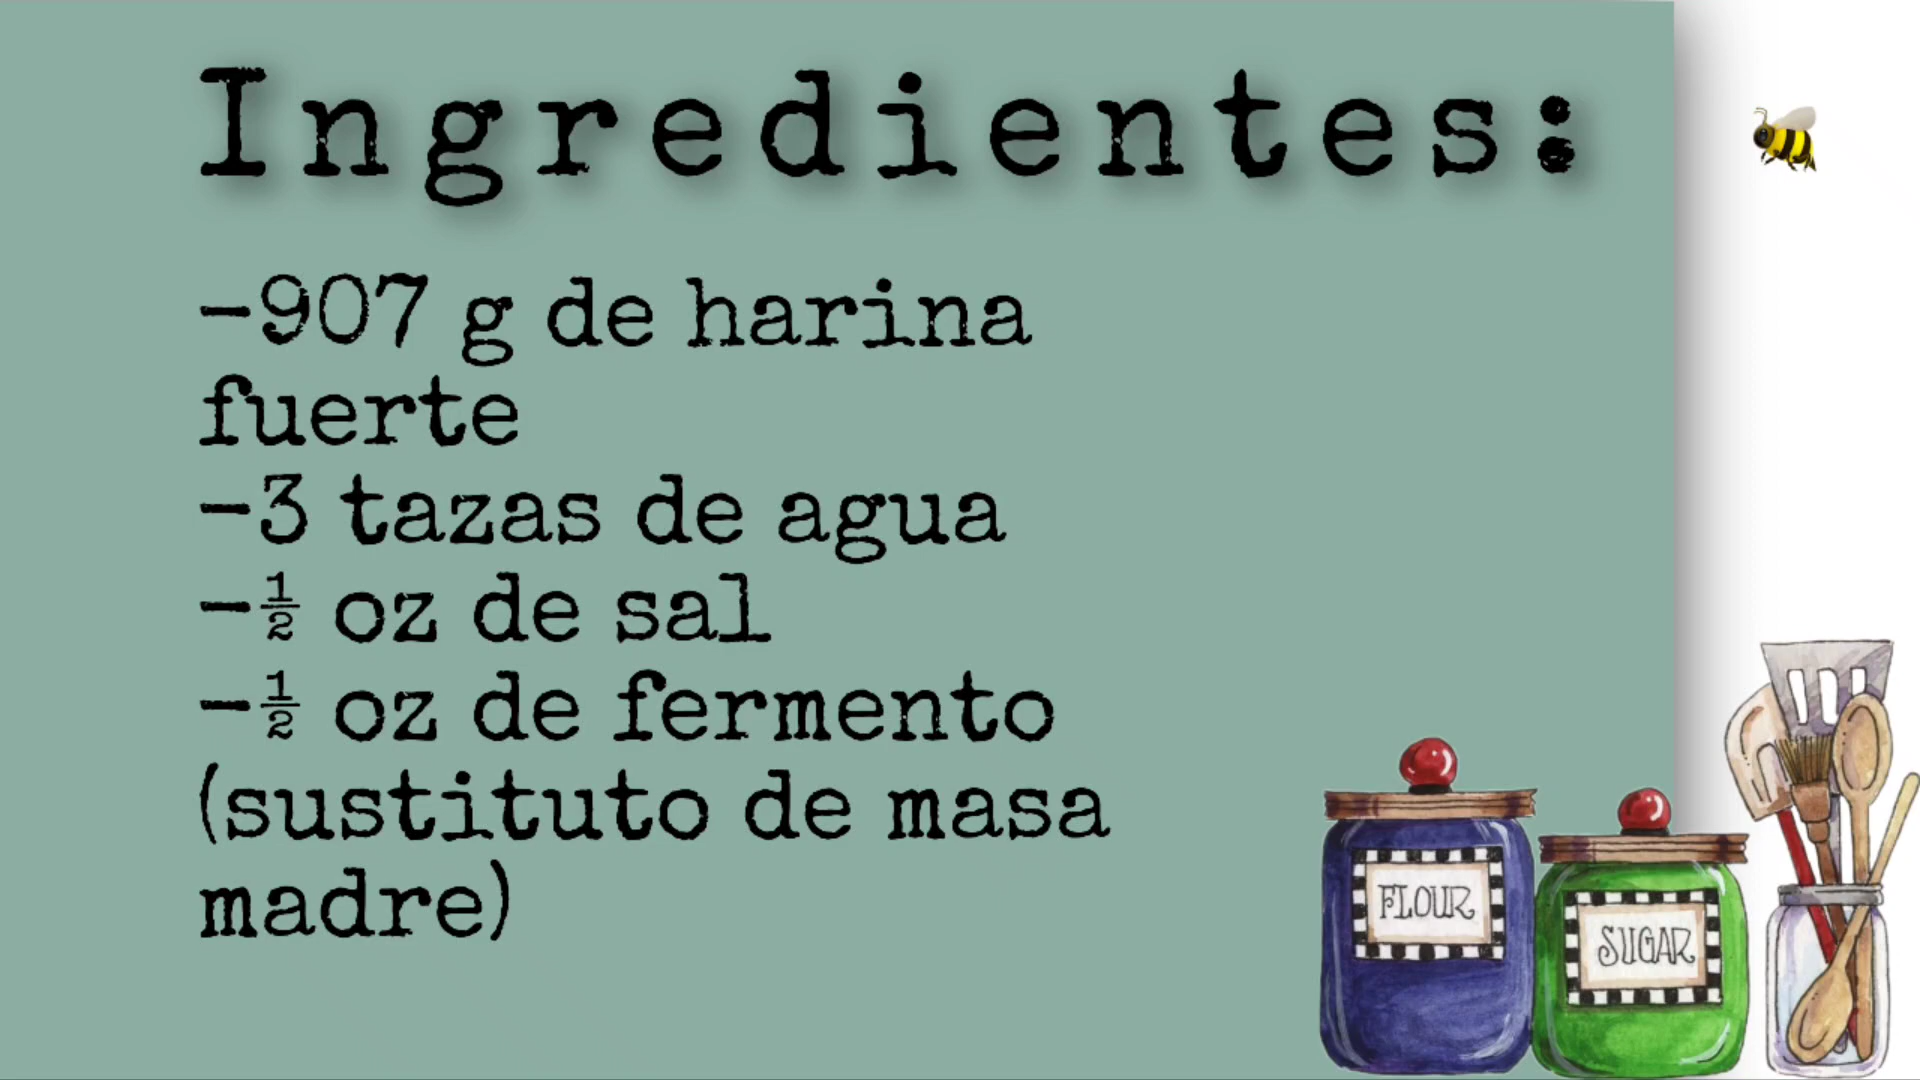 Ingredientes:
-907 g de harina
fuerte
-3 tazas de agua
-½ oz de sal
-½ oz de fermento
(sustituto de masa
madre)
FLOUR
SUGAR